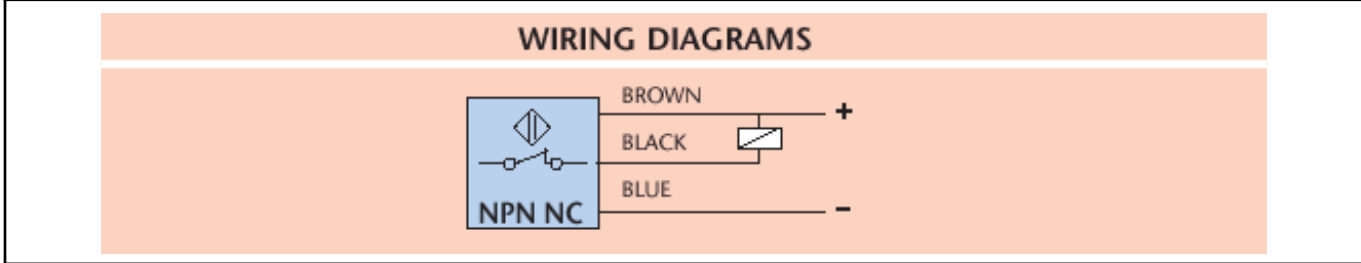 WIRING DIAGRAMS
BROWN
+
BLACK
BLUE
NPN NC
-